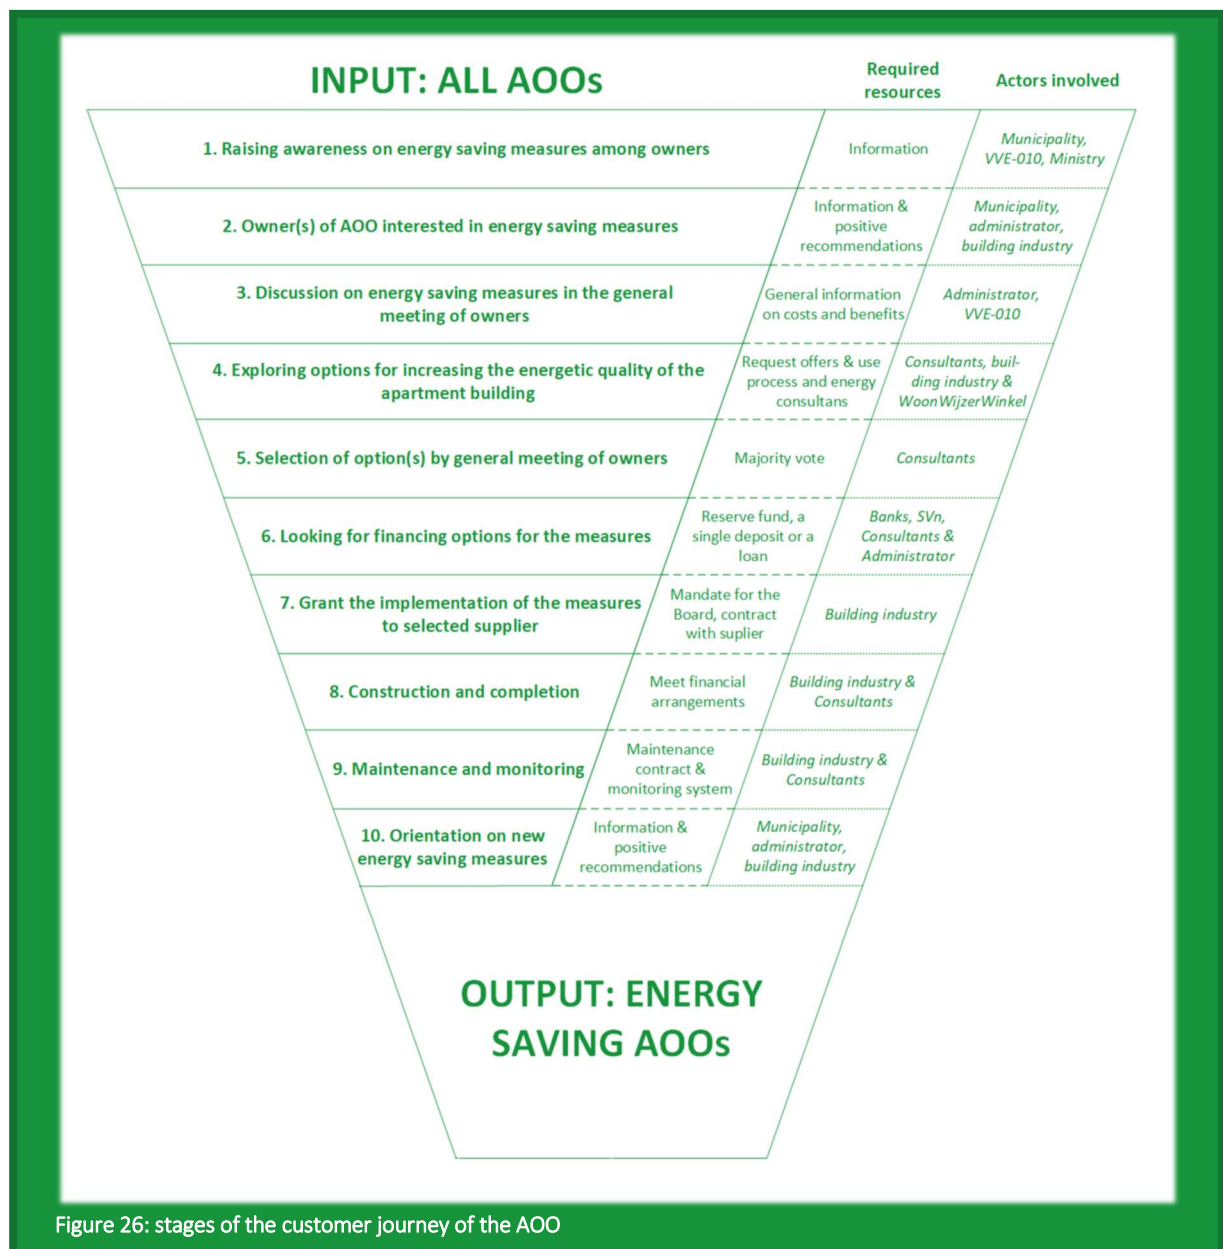 INPUT: ALL AOOs
Required
resources
Actors involved
1. Raising awareness on energy saving measures among owners
Information
Municipality,
VVE-010, Ministry
2. Owner(s) of AOO interested in energy saving measures
Information &
positive
recommendations
Municipality,
administrator,
building industry
3. Discussion on energy saving measures in the general
meeting of owners
General information
on costs and benefits
Administrator,
VVE-010
4. Exploring options for increasing the energetic quality of the
apartment building
Request offers & use
process and energy
consultans
Consultants, buil-
ding industry &
WoonWijzerWinkel
5. Selection of option(s) by general meeting of owners
Majority vote
Consultants
6. Looking for financing options for the measures
Reserve fund, a
single deposit or a
loan
Banks, SVn,
Consultants &
Administrator
7. Grant the implementation of the measures
to selected supplier
Mandate for the
Board, contract
with suplier
Building industry
8. Construction and completion
Meet financial
arrangements
Building industry &
Consultants
9. Maintenance and monitoring
Maintenance
contract &
monitoring system
Building industry &
Consultants
10. Orientation on new
energy saving measures
Information &
positive
recommendations
Municipality,
administrator,
building industry
OUTPUT: ENERGY
SAVING AOOs
Figure 26: stages of the customer journey of the AOO